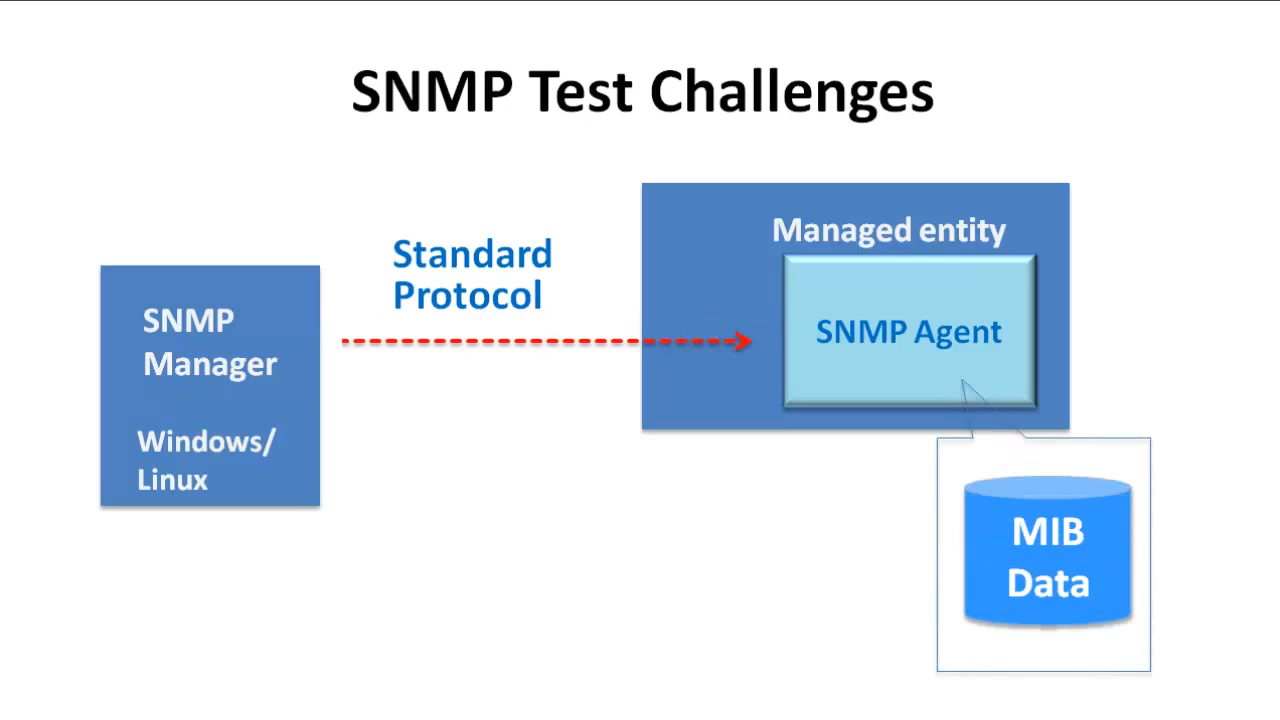 SNMP Test Challenges
Standard
Protocol
SNMP
Manager
Windows/
Linux
Managed entity
SNMP Agent
MIB
Data